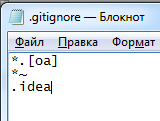 .gitignore — Блокнот
Файл Правка Формат
*.[oa]
*~
.idea